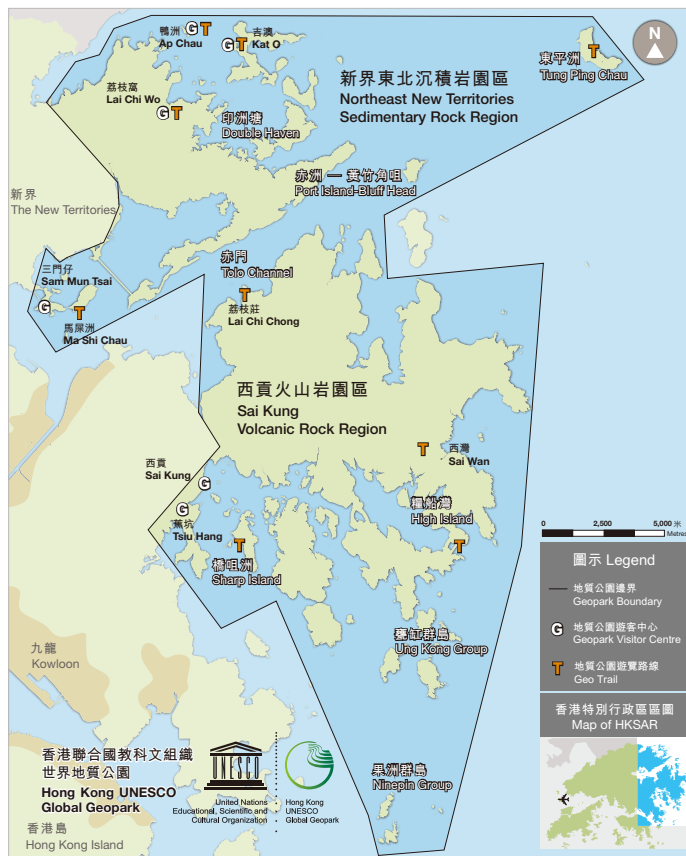 鴨洲
Ap Chau
G
T
吉澳
Kat O
G
T
東平洲
Tung Ping Chau
T
N
荔枝窩
Lai Chi Wo
G
T
新界東北沉積岩園區
Northeast New Territories
Sedimentary Rock Region
印洲塘
Double Haven
赤洲 — 黃竹角咀
Port Island-Bluff Head
新界
The New Territories
三門仔
Sam Mun Tsai
G
T
馬屎洲
Ma Shi Chau
赤門
Tolo Channel
T
荔枝莊
Lai Chi Chong
西貢火山岩園區
Sai Kung
Volcanic Rock Region
T
西灣
Sai Wan
西貢
Sai Kung
G
G
蕉坑
Tsiu Hang
T
橋咀洲
Sharp Island
糧船灣
High Island
T
甕缸群島
Ung Kong Group
果洲群島
Ninepin Group
九龍
Kowloon
香港島
Hong Kong Island
0 2,500 5,000 米
Metres
圖示 Legend
地質公園邊界
Geopark Boundary
G
地質公園遊客中心
Geopark Visitor Centre
T
地質公園遊覽路線
Geo Trail
香港特別行政區區圖
Map of HKSAR
香港聯合國教科文組織
世界地質公園
Hong Kong UNESCO
Global Geopark
UNESCO
United Nations
Educational, Scientific and
Cultural Organization
Hong Kong
UNESCO
Global Geopark